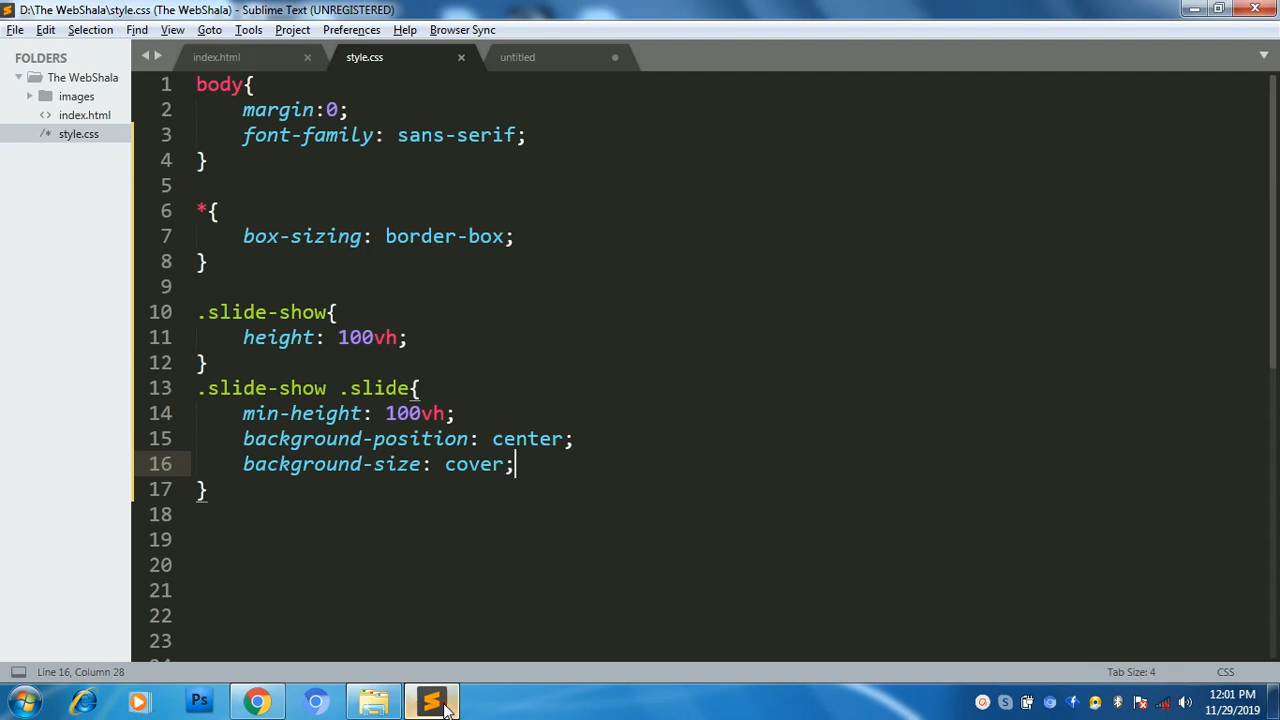 D:\The WebShala\style.css (The WebShala) - Sublime Text (UNREGISTERED)
File Edit Selection Find View Goto Tools Project Preferences Help Browser Sync
FOLDERS
The WebShala
images
<> index.html
/* style.css
index.html × style.css × untitled
1 body{
2 margin:0;
3 font-family: sans-serif;
4 }
5
6 *{
7 box-sizing: border-box;
8 }
9
10 .slide-show{
11 height: 100vh;
12 }
13 .slide-show .slide{
14 min-height: 100vh;
15 background-position: center;
16 background-size: cover;
17 }
18
19
20
21
22
23
Line 16, Column 28 Tab Size: 4 CSS
Ps
12:01 PM
11/29/2019